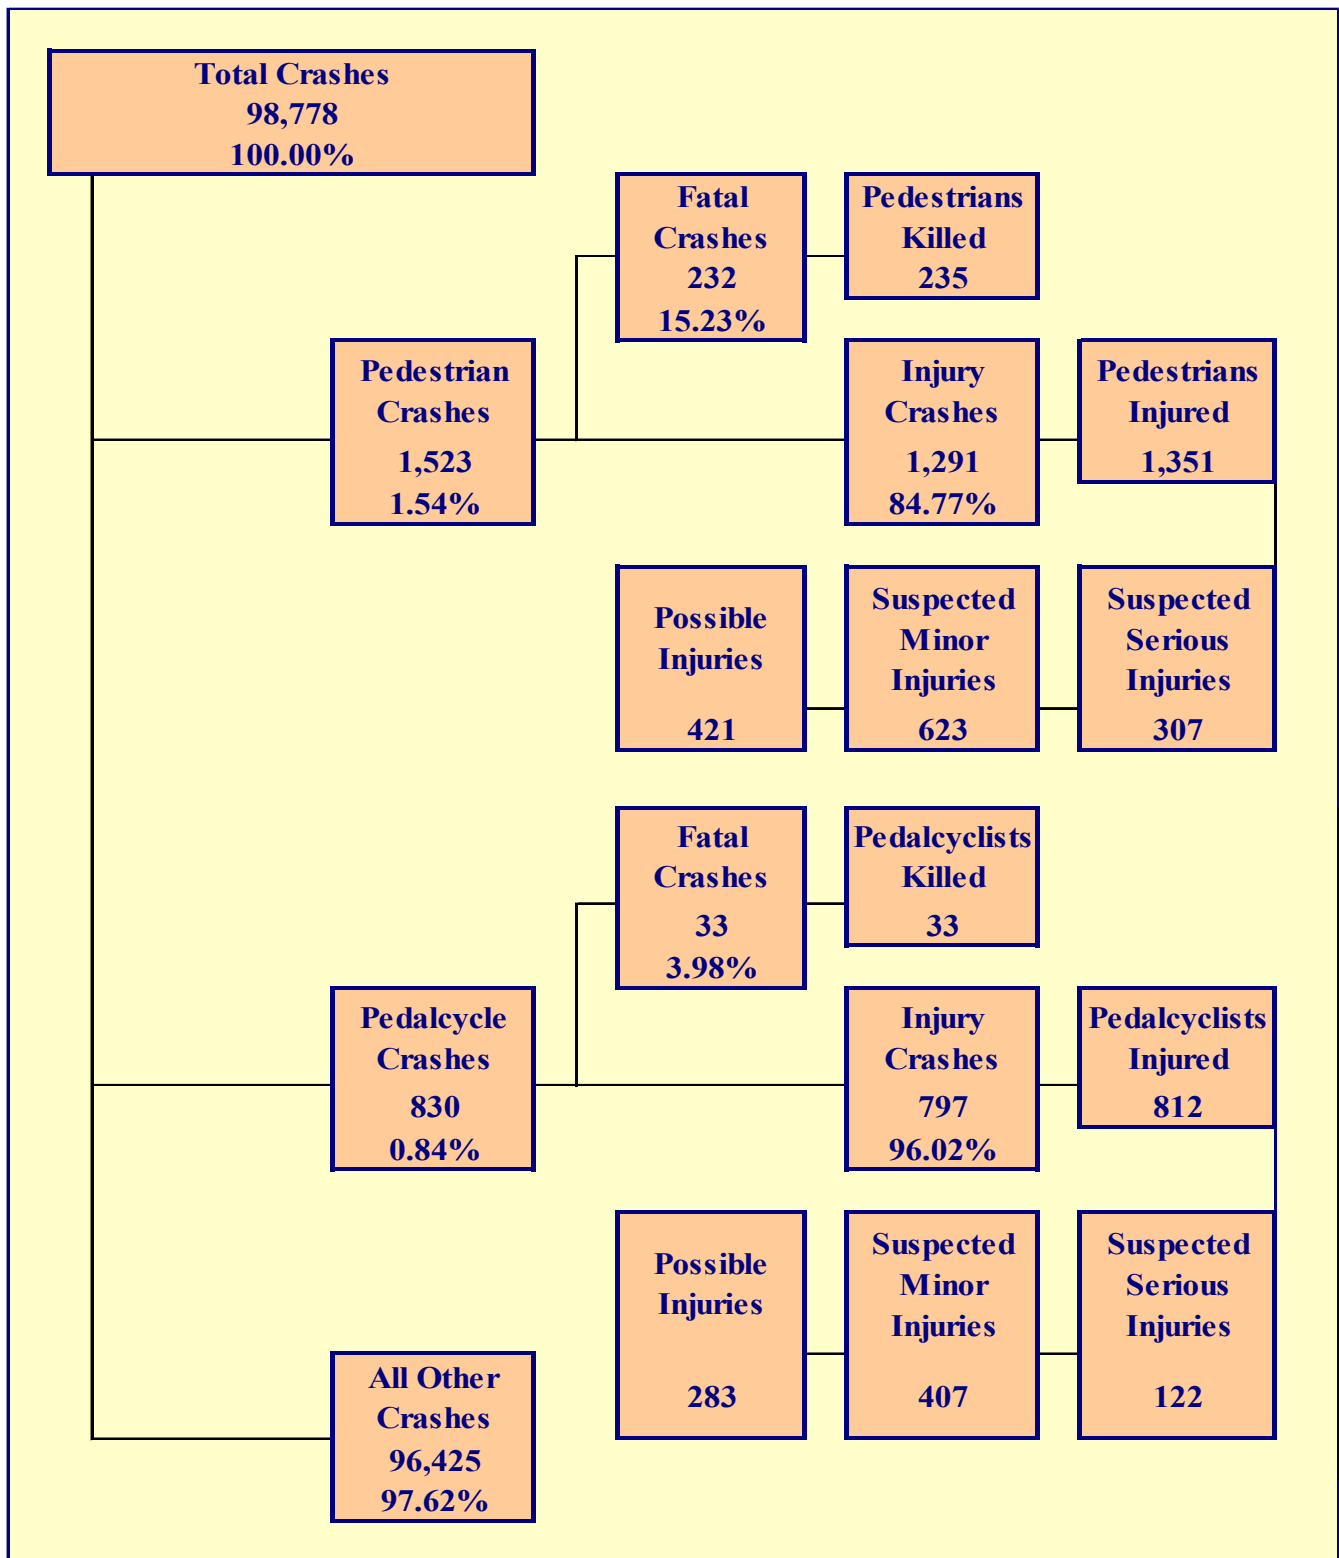 Total Crashes
98,778
100.00%
Fatal
Crashes
232
15.23%
Pedestrians
Killed
235
Pedestrian
Crashes
1,523
1.54%
Injury
Crashes
1,291
84.77%
Pedestrians
Injured
1,351
Possible
Injuries
421
Suspected
Minor
Injuries
623
Suspected
Serious
Injuries
307
Fatal
Crashes
33
3.98%
Pedalcyclists
Killed
33
Pedalcycle
Crashes
830
0.84%
Injury
Crashes
797
96.02%
Pedalcyclists
Injured
812
Possible
Injuries
283
Suspected
Minor
Injuries
407
Suspected
Serious
Injuries
122
All Other
Crashes
96,425
97.62%